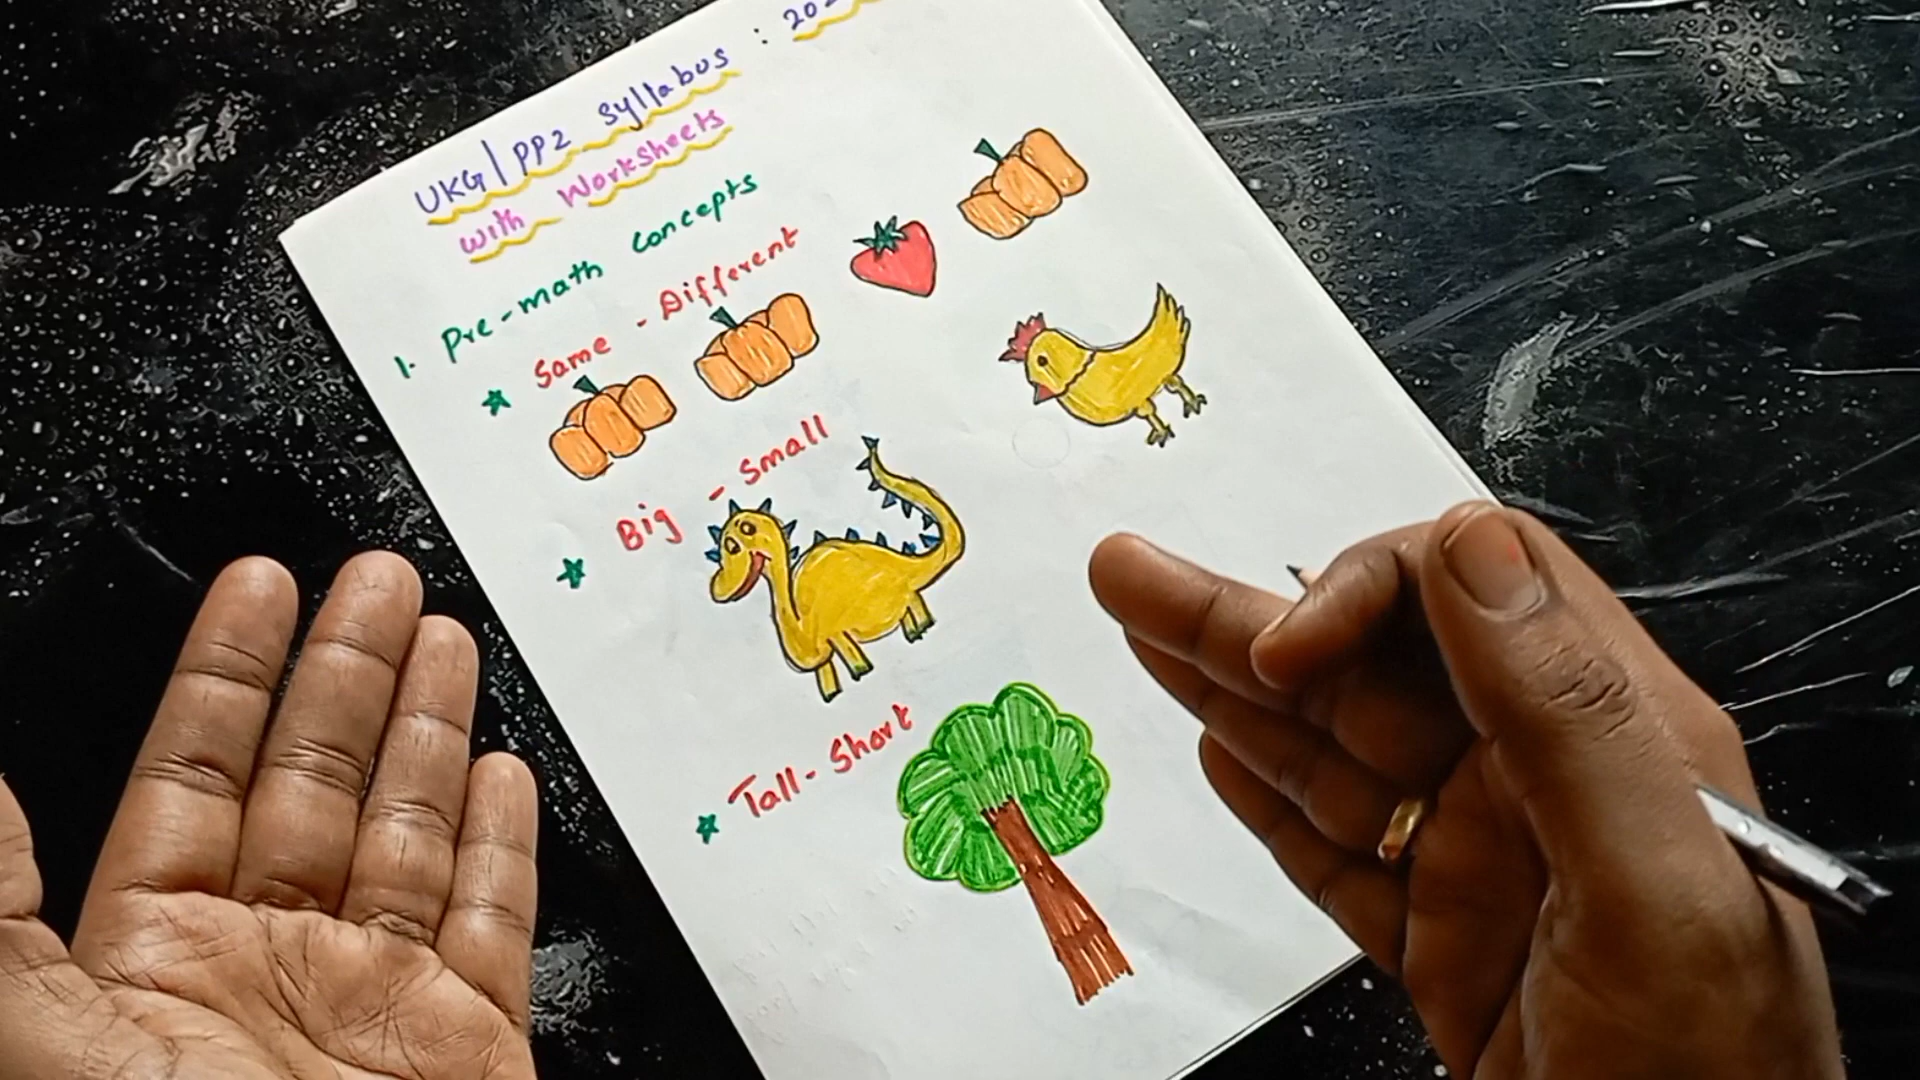 UKG/PP2 syllabus : 20
with Worksheets
1. Pre-math concepts
Same - Different
Big - Small
Tall - Short